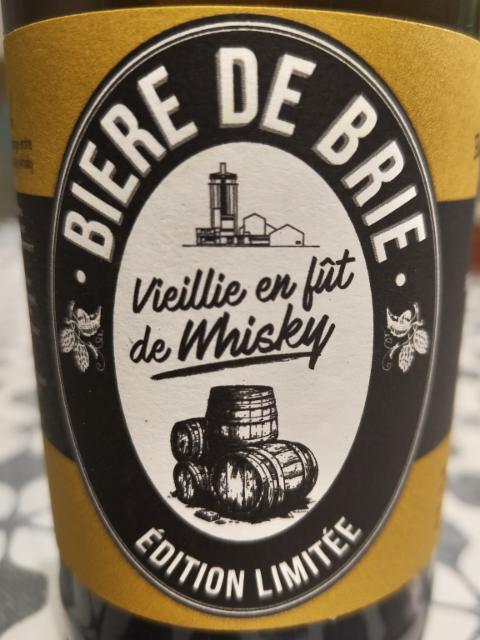 BIERE DE BRIE
Vieillie en fût
de Whisky
ÉDITION LIMITÉE